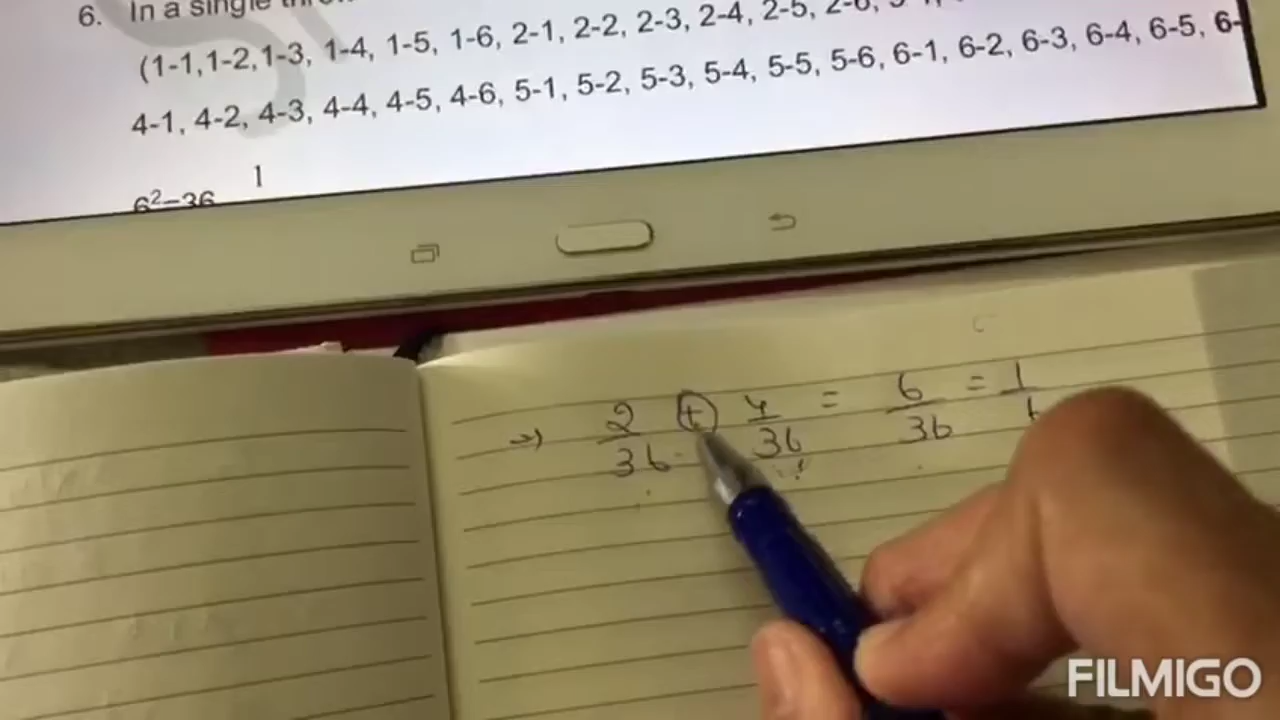 6. In a single
(1-1,1-2,1-3, 1-4, 1-5, 1-6, 2-1, 2-2, 2-3, 2-4, 2-5, 2-6,
4-1, 4-2, 4-3, 4-4, 4-5, 4-6, 5-1, 5-2, 5-3, 5-4, 5-5, 5-6, 6-1, 6-2, 6-3, 6-4, 6-5, 6-
6²−36 1
⇒ 2/36 + 4/36 = 6/36 = 1/6
FILMIGO